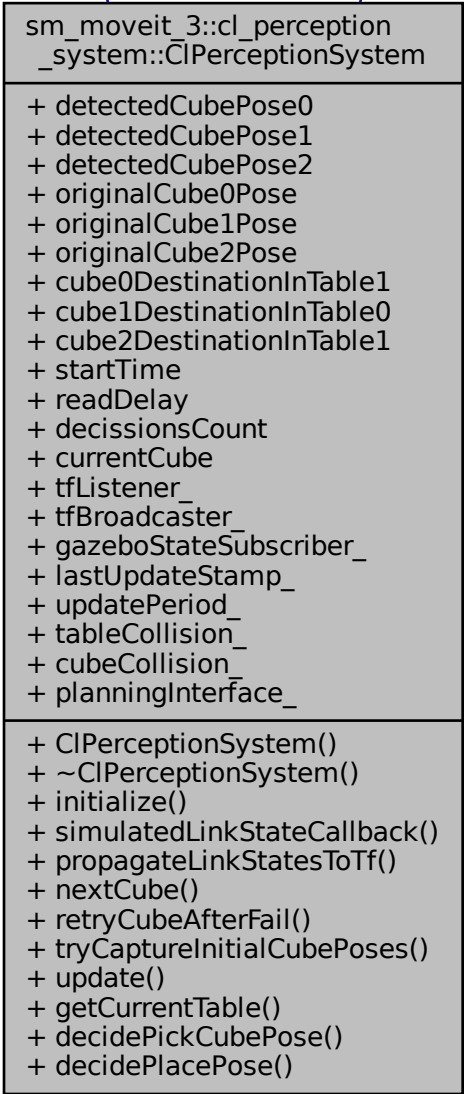 sm_moveit_3::cl_perception
_system::ClPerceptionSystem
+ detectedCubePose0
+ detectedCubePose1
+ detectedCubePose2
+ originalCube0Pose
+ originalCube1Pose
+ originalCube2Pose
+ cube0DestinationInTable1
+ cube1DestinationInTable0
+ cube2DestinationInTable1
+ startTime
+ readDelay
+ decissionsCount
+ currentCube
+ tfListener_
+ tfBroadcaster_
+ gazeboStateSubscriber_
+ lastUpdateStamp_
+ updatePeriod_
+ tableCollision_
+ cubeCollision_
+ planningInterface_
+ ClPerceptionSystem()
+ ~ClPerceptionSystem()
+ initialize()
+ simulatedLinkStateCallback()
+ propagateLinkStatesToTf()
+ nextCube()
+ retryCubeAfterFail()
+ tryCaptureInitialCubePoses()
+ update()
+ getCurrentTable()
+ decidePickCubePose()
+ decidePlacePose()